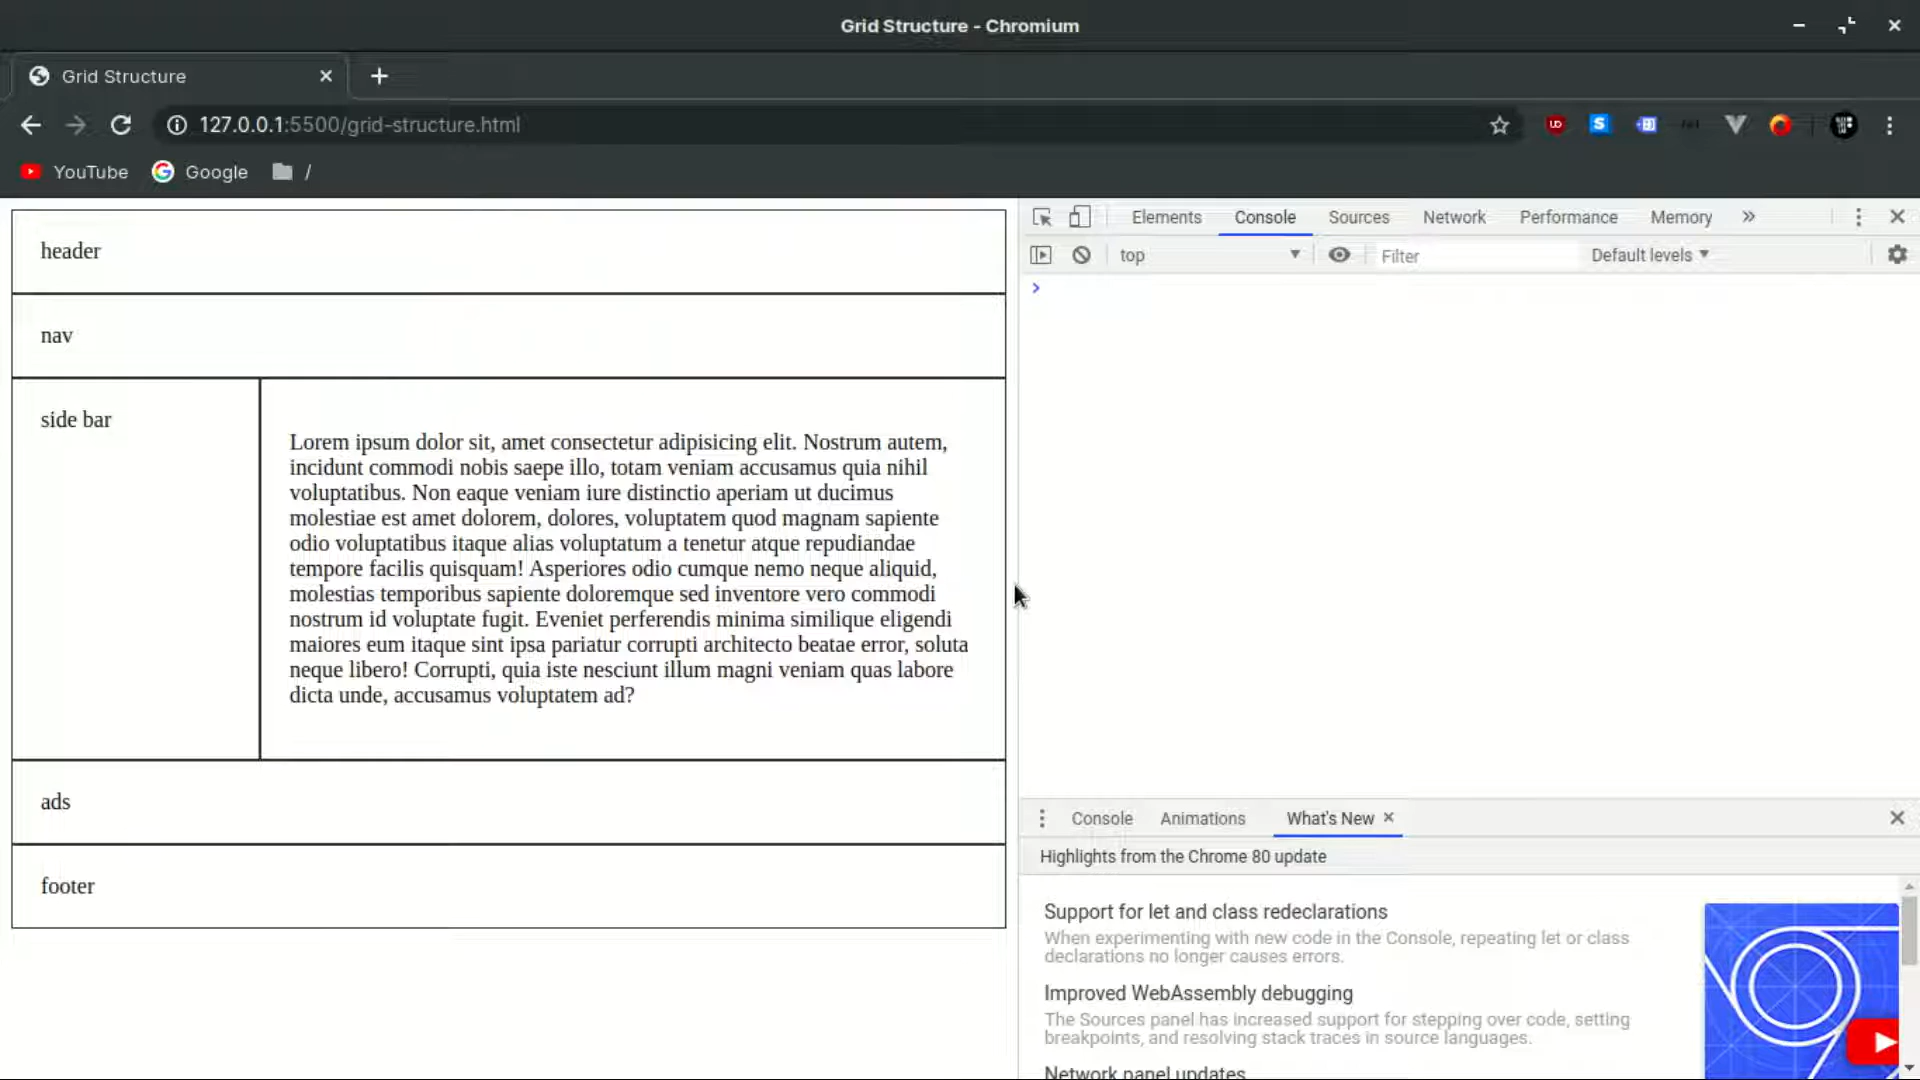 Grid Structure - Chromium
Grid Structure
127.0.0.1:5500/grid-structure.html
YouTube Google /
header
nav
side bar
Lorem ipsum dolor sit, amet consectetur adipisicing elit. Nostrum autem,
incidunt commodi nobis saepe illo, totam veniam accusamus quia nihil
voluptatibus. Non eaque veniam iure distinctio aperiam ut ducimus
molestiae est amet dolorem, dolores, voluptatem quod magnam sapiente
odio voluptatibus itaque alias voluptatum a tenetur atque repudiandae
tempore facilis quisquam! Asperiores odio cumque nemo neque aliquid,
molestias temporibus sapiente doloremque sed inventore vero commodi
nostrum id voluptate fugit. Eveniet perferendis minima similique eligendi
maiores eum itaque sint ipsa pariatur corrupti architecto beatae error, soluta
neque libero! Corrupti, quia iste nesciunt illum magni veniam quas labore
dicta unde, accusamus voluptatem ad?
ads
footer
Elements Console Sources Network Performance Memory
top Filter Default levels
Console Animations What's New
Highlights from the Chrome 80 update
Support for let and class redeclarations
When experimenting with new code in the Console, repeating let or class
declarations no longer causes errors.
Improved WebAssembly debugging
The Sources panel has increased support for stepping over code, setting
breakpoints, and resolving stack traces in source languages.
Network panel updates